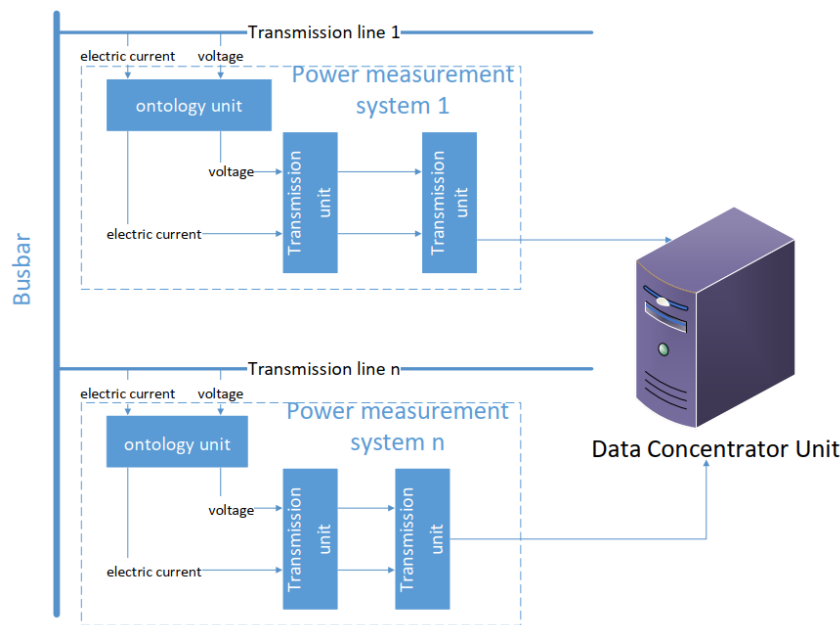 Busbar
Transmission line 1
electric current
voltage
Power measurement
system 1
ontology unit
voltage
electric current
Transmission
unit
Transmission
unit
Transmission line n
electric current
voltage
Power measurement
system n
ontology unit
voltage
electric current
Transmission
unit
Transmission
unit
Data Concentrator Unit